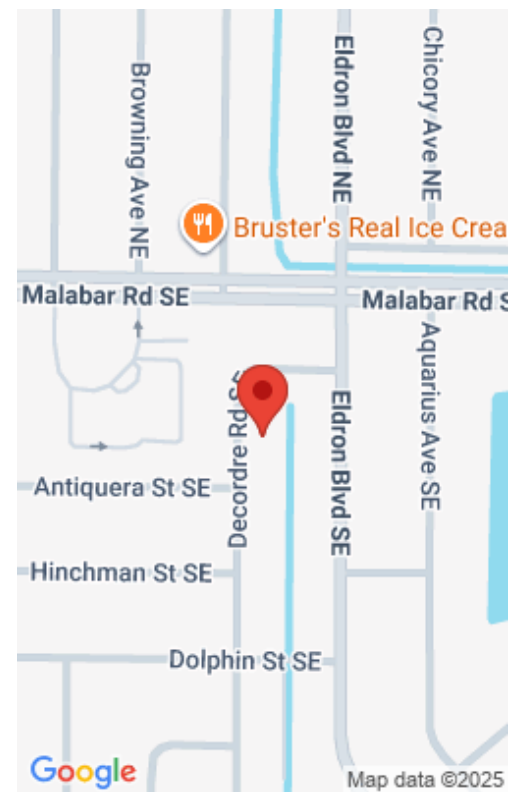 Browning Ave NE
Eldron Blvd NE
Chicory Ave NE
Bruster's Real Ice Crea
Malabar Rd SE
Malabar Rd S
Decordre Rd SE
Eldron Blvd SE
Aquarius Ave SE
Antiquera St SE
Hinchman St SE
Dolphin St SE
Google
Map data ©2025